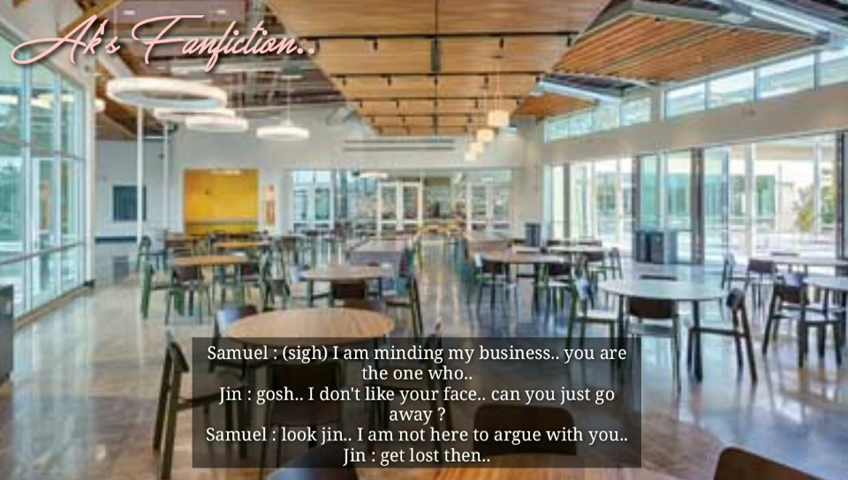 Ak's Fanfiction..
Samuel : (sigh) I am minding my business.. you are
the one who..
Jin : gosh.. I don't like your face.. can you just go
away ?
Samuel : look jin.. I am not here to argue with you..
Jin : get lost then..